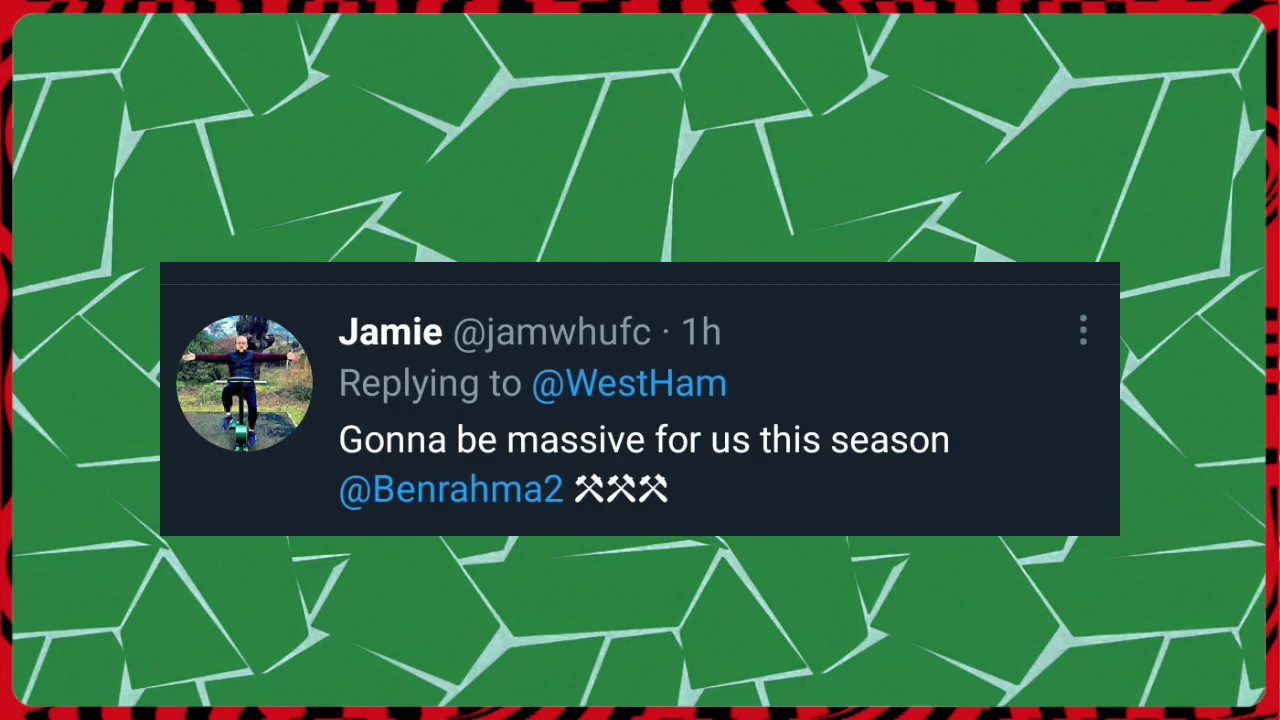 Jamie @jamwhufc · 1h
Replying to @WestHam
Gonna be massive for us this season
@Benrahma2 ⚒⚒⚒